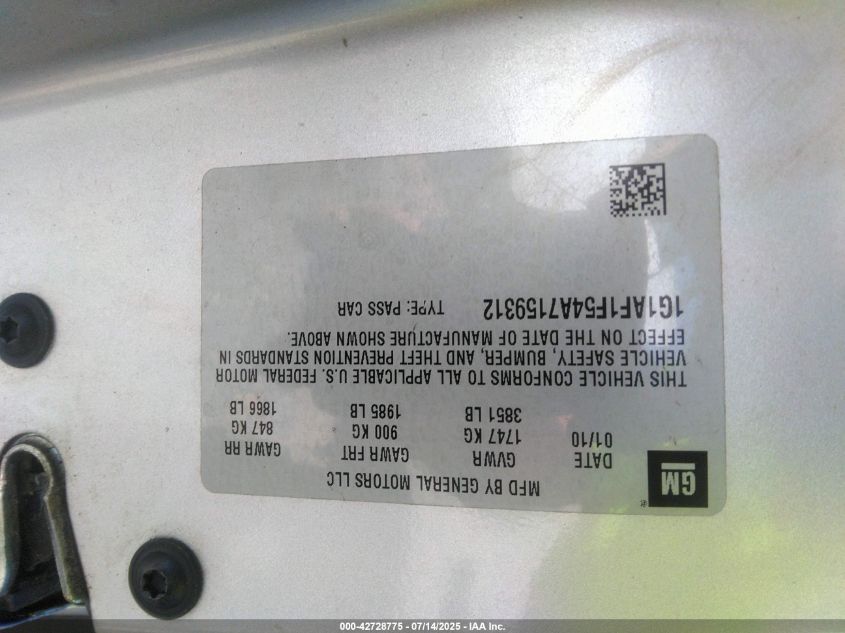 GM
®
MFD BY GENERAL MOTORS LLC
DATE GVWR GAWR FRT GAWR RR
01/10 1747 KG 900 KG 847 KG
3851 LB 1985 LB 1866 LB
THIS VEHICLE CONFORMS TO ALL APPLICABLE U.S. FEDERAL MOTOR
VEHICLE SAFETY, BUMPER, AND THEFT PREVENTION STANDARDS IN
EFFECT ON THE DATE OF MANUFACTURE SHOWN ABOVE.
1G1AF1F54A7159312 TYPE: PASS CAR
000-42728775 - 07/14/2025 - IAA Inc.